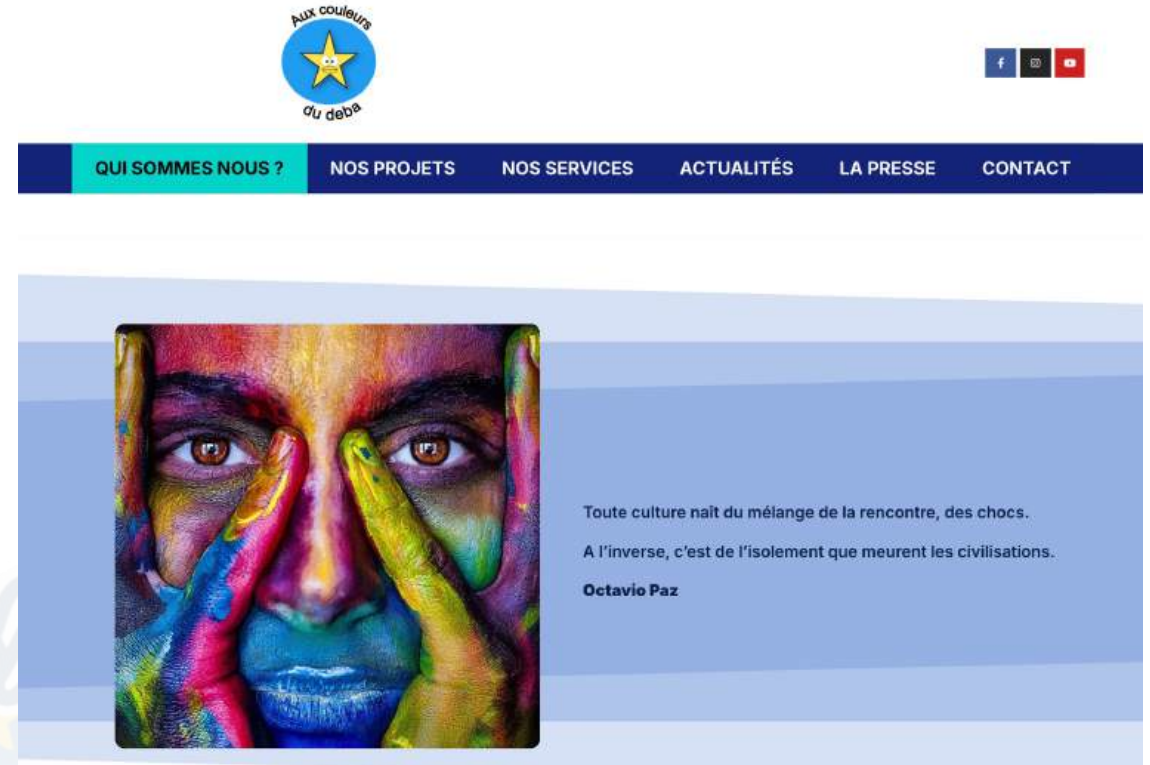 Aux couleurs
du deba
QUI SOMMES NOUS ?
NOS PROJETS
NOS SERVICES
ACTUALITÉS
LA PRESSE
CONTACT
Toute culture naît du mélange de la rencontre, des chocs.
A l'inverse, c'est de l'isolement que meurent les civilisations.
Octavio Paz